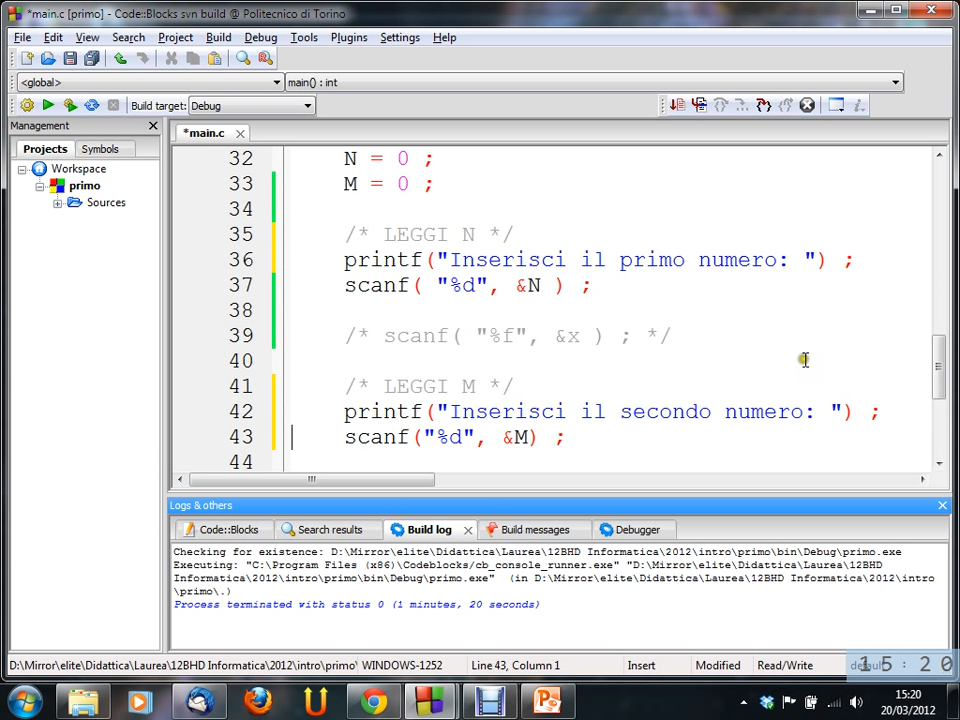 *main.c [primo] - Code::Blocks svn build @ Politecnico di Torino
File Edit View Search Project Build Debug Tools Plugins Settings Help
<global> main() : int
Build target: Debug
Management
*main.c
Projects Symbols
Workspace
primo
Sources
32 N = 0 ;
33 M = 0 ;
34
35 /* LEGGI N */
36 printf("Inserisci il primo numero: ") ;
37 scanf( "%d", &N ) ;
38
39 /* scanf( "%f", &x ) ; */
40
41 /* LEGGI M */
42 printf("Inserisci il secondo numero: ") ;
43 scanf("%d", &M) ;
44
Logs & others
Code::Blocks Search results Build log Build messages Debugger
Checking for existence: D:\Mirror\elite\Didattica\Laurea\12BHD Informatica\2012\intro\primo\bin\Debug\primo.exe
Executing: "C:\Program Files (x86)\Codeblocks/cb_console_runner.exe" "D:\Mirror\elite\Didattica\Laurea\12BHD
Informatica\2012\intro\primo\bin\Debug\primo.exe" (in D:\Mirror\elite\Didattica\Laurea\12BHD Informatica\2012\intro
\primo\.)
Process terminated with status 0 (1 minutes, 20 seconds)
D:\Mirror\elite\Didattica\Laurea\12BHD Informatica\2012\intro\primo\ WINDOWS-1252 Line 43, Column 1 Insert Modified Read/Write default
15:20
15:20
20/03/2012